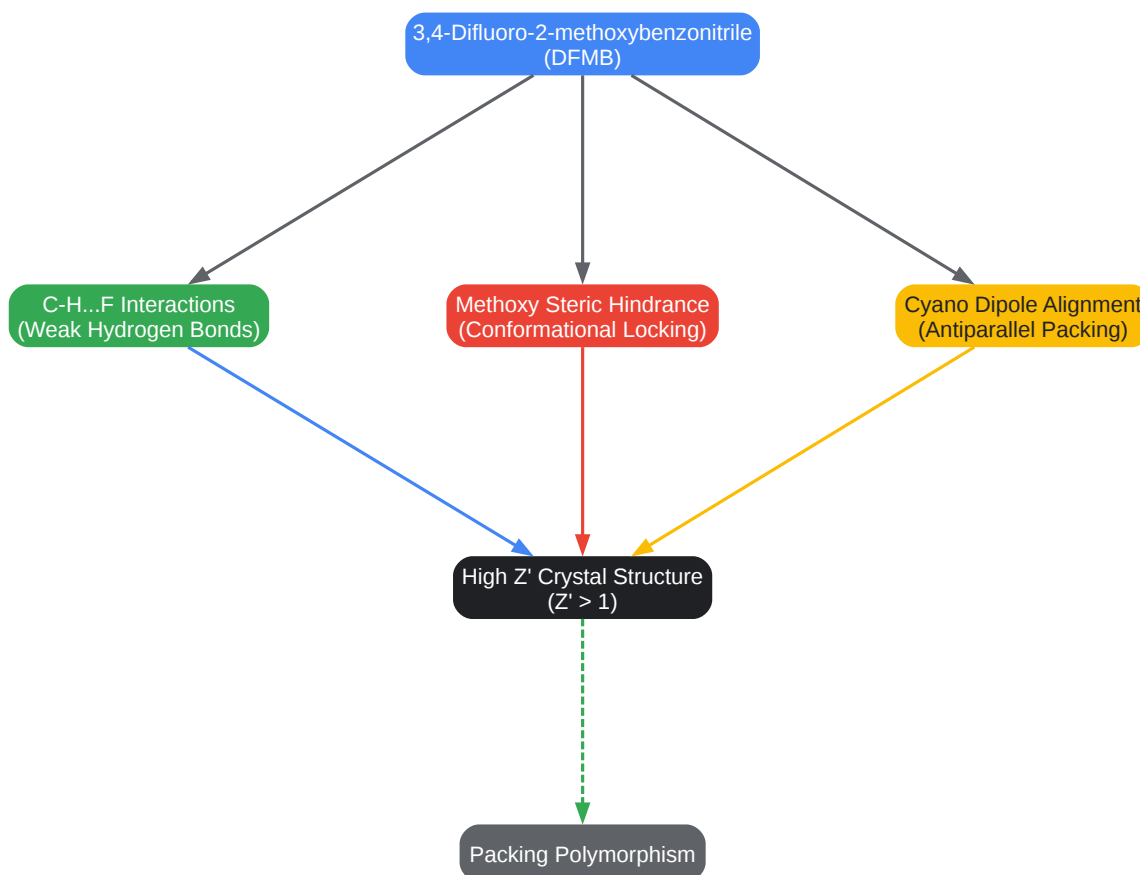 3,4-Difluoro-2-methoxybenzonitrile
(DFMB)
C-H...F Interactions
(Weak Hydrogen Bonds)
Methoxy Steric Hindrance
(Conformational Locking)
Cyano Dipole Alignment
(Antiparallel Packing)
High Z' Crystal Structure
(Z' > 1)
Packing Polymorphism